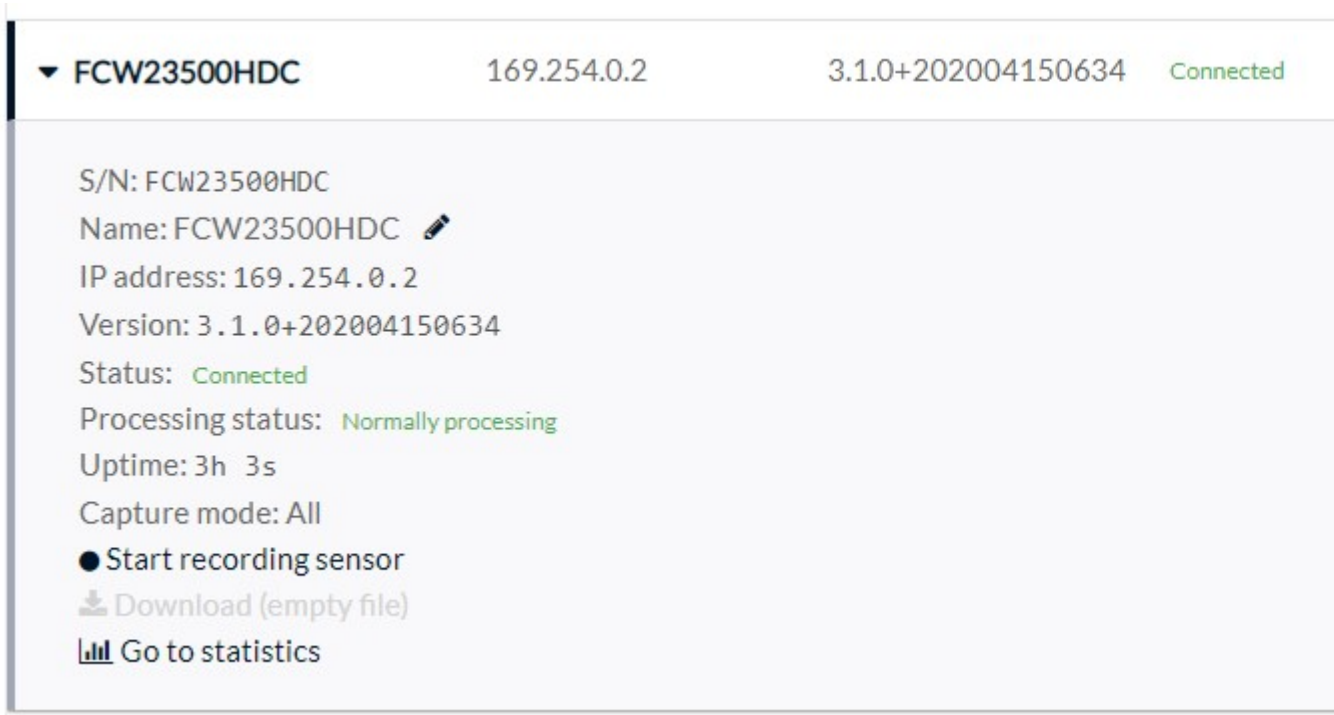 FCW23500HDC 169.254.0.2 3.1.0+202004150634 Connected
S/N: FCW23500HDC
Name: FCW23500HDC
IP address: 169.254.0.2
Version: 3.1.0+202004150634
Status: Connected
Processing status: Normally processing
Uptime: 3h 3s
Capture mode: All
Start recording sensor
Download (empty file)
Go to statistics